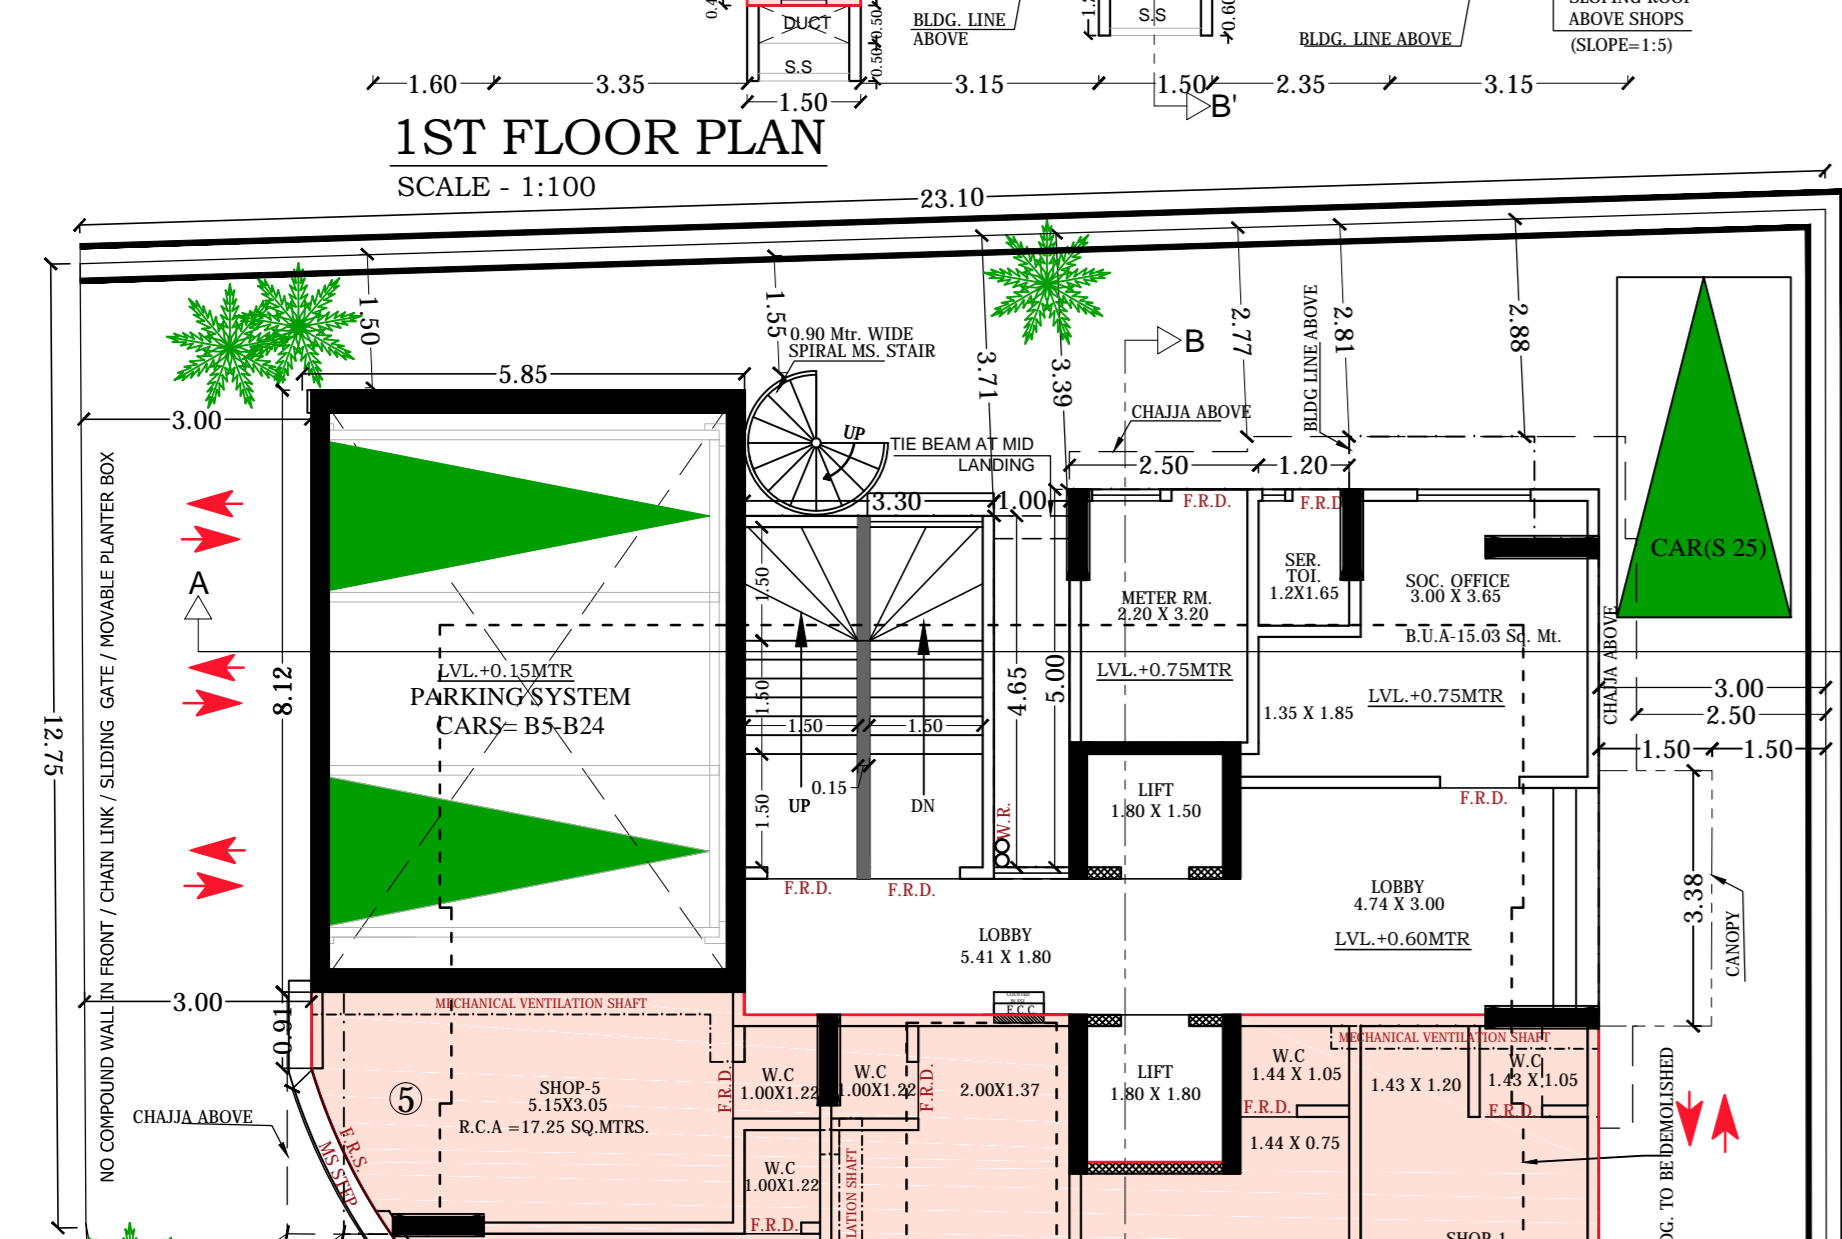 DUCT
S.S
0.50
0.50
BLDG. LINE
ABOVE
S.S
0.60
BLDG. LINE ABOVE
ABOVE SHOPS
(SLOPE=1:5)
1.60
3.35
1.50
3.15
1.50
B'
2.35
3.15
1ST FLOOR PLAN
SCALE - 1:100
23.10
1.50
1.55
0.90 Mtr. WIDE
SPIRAL MS. STAIR
3.71
3.39
B
2.77
BLDG LINE ABOVE
2.81
2.88
5.85
3.00
UP
TIE BEAM AT MID
LANDING
CHAJJA ABOVE
2.50
1.20
3.30
1.00
F.R.D.
F.R.D
CAR(S 25)
NO COMPOUND WALL IN FRONT / CHAIN LINK / SLIDING GATE / MOVABLE PLANTER BOX
A
12.75
8.12
LVL.+0.15MTR
PARKING SYSTEM
CARS= B5-B24
1.50
1.50
1.50
1.50
1.50
0.15
UP
DN
4.65
5.00
METER RM.
2.20 X 3.20
LVL.+0.75MTR
SER.
TOI.
1.2X1.65
SOC. OFFICE
3.00 X 3.65
B.U.A-15.03 Sq. Mt.
LVL.+0.75MTR
1.35 X 1.85
CHAJJA ABOVE
3.00
2.50
1.50
1.50
W.R.
LIFT
1.80 X 1.50
F.R.D.
F.R.D.
F.R.D.
LOBBY
4.74 X 3.00
LVL.+0.60MTR
LOBBY
5.41 X 1.80
3.38
CANOPY
3.00
0.91
MECHANICAL VENTILATION SHAFT
F.C.C
MECHANICAL VENTILATION SHAFT
5
SHOP-5
5.15X3.05
R.C.A =17.25 SQ.MTRS.
F.R.D.
W.C
1.00X1.22
W.C
1.00X1.22
F.R.D.
2.00X1.37
LIFT
1.80 X 1.80
W.C
1.44 X 1.05
F.R.D.
1.43 X 1.20
W.C
1.43 X 1.05
F.R.D.
1.44 X 0.75
CHAJJA ABOVE
F.R.S.
MS STEP
W.C
1.00X1.22
F.R.D.
TO BE DEMOLISHED
SHOP-1